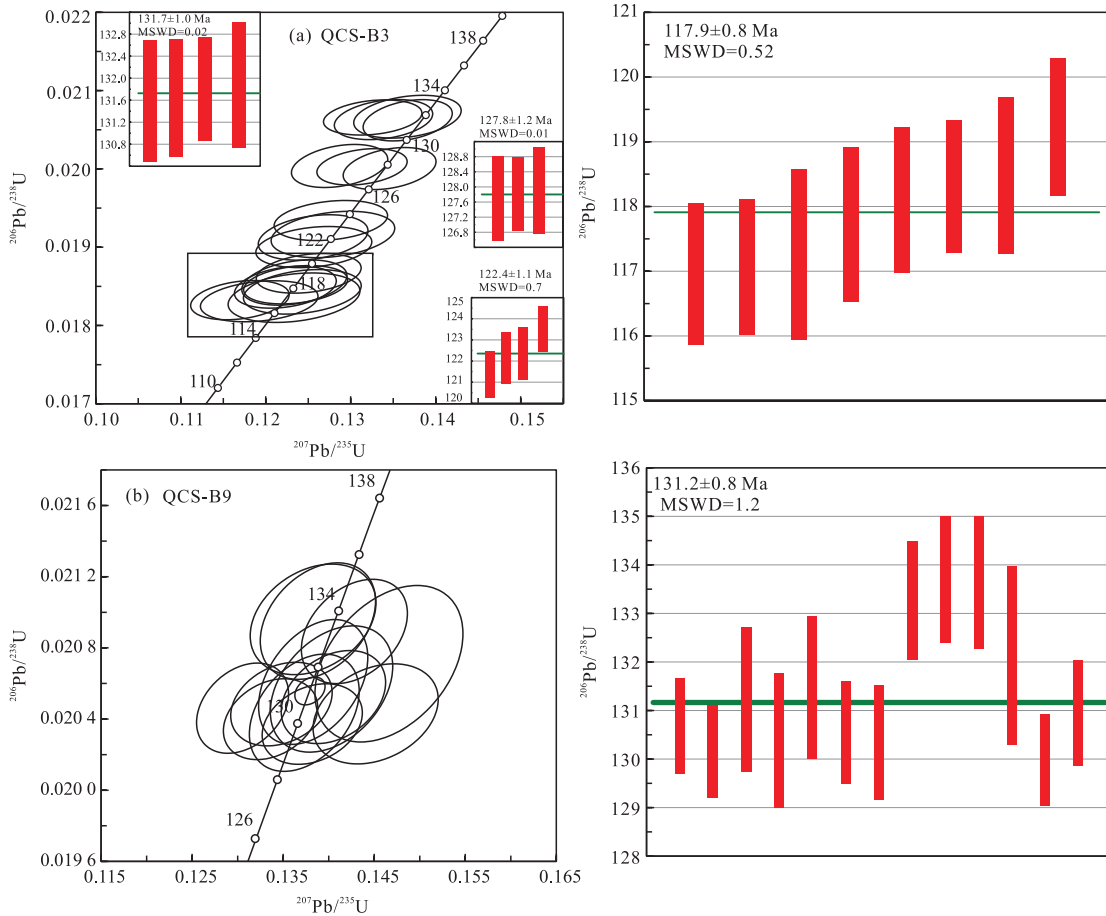 131.7±1.0 Ma
MSWD=0.02
(a) QCS-B3
132.8
132.4
132.0
131.6
131.2
130.8
127.8±1.2 Ma
MSWD=0.01
128.8
128.4
128.0
127.6
127.2
126.8
122.4±1.1 Ma
MSWD=0.7
125
124
123
122
121
120
138
134
130
126
122
118
114
110
0.022
0.021
0.020
0.019
0.018
0.017
206Pb/238U
0.10 0.11 0.12 0.13 0.14 0.15
207Pb/235U
117.9±0.8 Ma
MSWD=0.52
121
120
119
118
117
116
115
206Pb/238U
(b) QCS-B9
138
134
130
126
0.021 6
0.021 2
0.020 8
0.020 4
0.020 0
0.019 6
206Pb/238U
0.115 0.125 0.135 0.145 0.155 0.165
207Pb/235U
131.2±0.8 Ma
MSWD=1.2
136
135
134
133
132
131
130
129
128
206Pb/238U